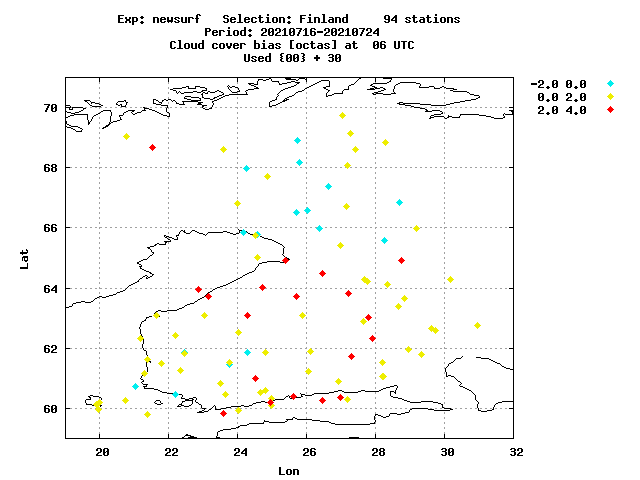 Exp: newsurf   Selection: Finland     94 stations
Period: 20210716-20210724
Cloud cover bias [octas] at  06 UTC
Used {00} + 30
-2.0 0.0
0.0 2.0
2.0 4.0
70
68
66
64
62
60
Lat
20 22 24 26 28 30 32
Lon